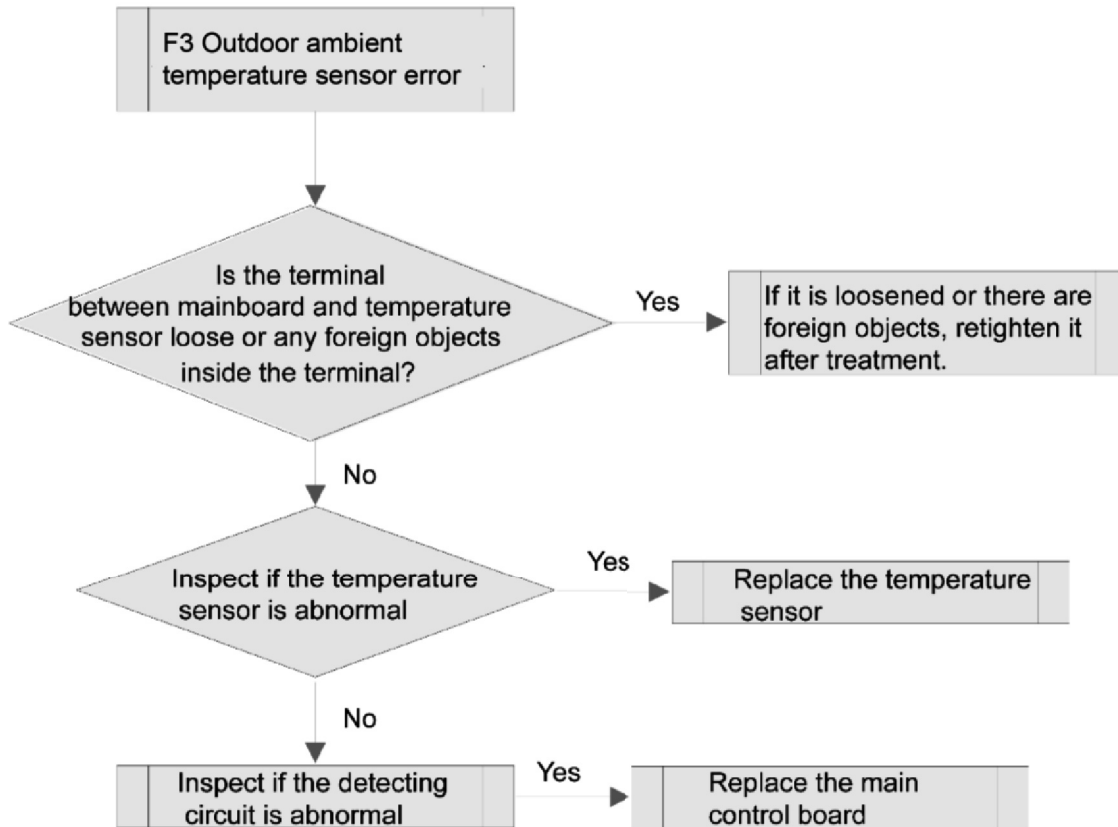 F3 Outdoor ambient
temperature sensor error
Is the terminal
between mainboard and temperature
sensor loose or any foreign objects
inside the terminal?
Yes
If it is loosened or there are
foreign objects, retighten it
after treatment.
No
Inspect if the temperature
sensor is abnormal
Yes
Replace the temperature
sensor
No
Inspect if the detecting
circuit is abnormal
Yes
Replace the main
control board